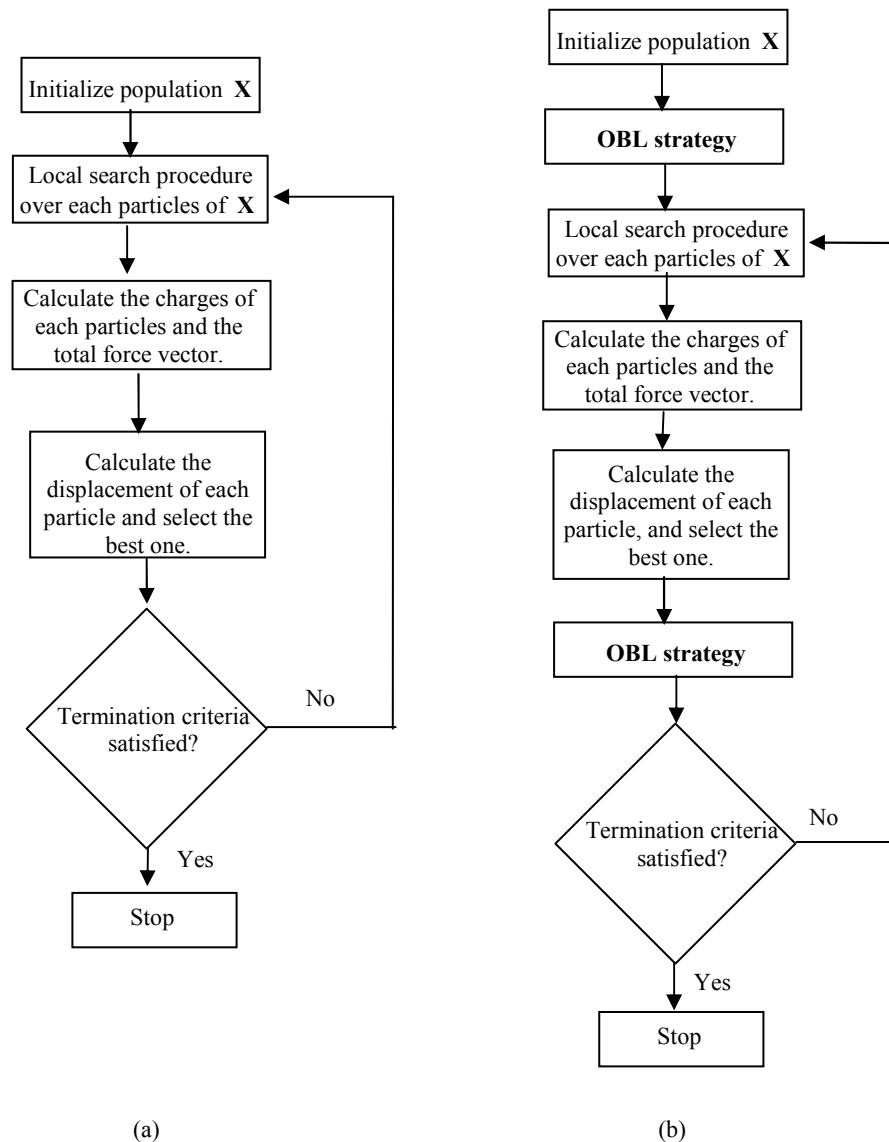 Initialize population X
Local search procedure
over each particles of X
Calculate the charges of
each particles and the
total force vector.
Calculate the
displacement of each
particle and select the
best one.
Termination criteria
satisfied?
No
Yes
Stop
(a)
Initialize population X
OBL strategy
Local search procedure
over each particles of X
Calculate the charges of
each particles and the
total force vector.
Calculate the
displacement of each
particle, and select the
best one.
OBL strategy
Termination criteria
satisfied?
No
Yes
Stop
(b)